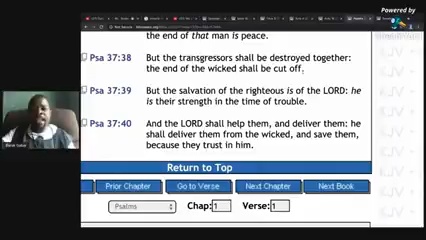 Powered by
the end of that man is peace.
Psa 37:38 But the transgressors shall be destroyed together:
the end of the wicked shall be cut off.
Psa 37:39 But the salvation of the righteous is of the LORD: he
is their strength in the time of trouble.
Psa 37:40 And the LORD shall help them, and deliver them: he
shall deliver them from the wicked, and save them,
because they trust in him.
Return to Top
Prior Chapter Go to Verse Next Chapter Next Book
Psalms Chap: 1 Verse: 1
KJV